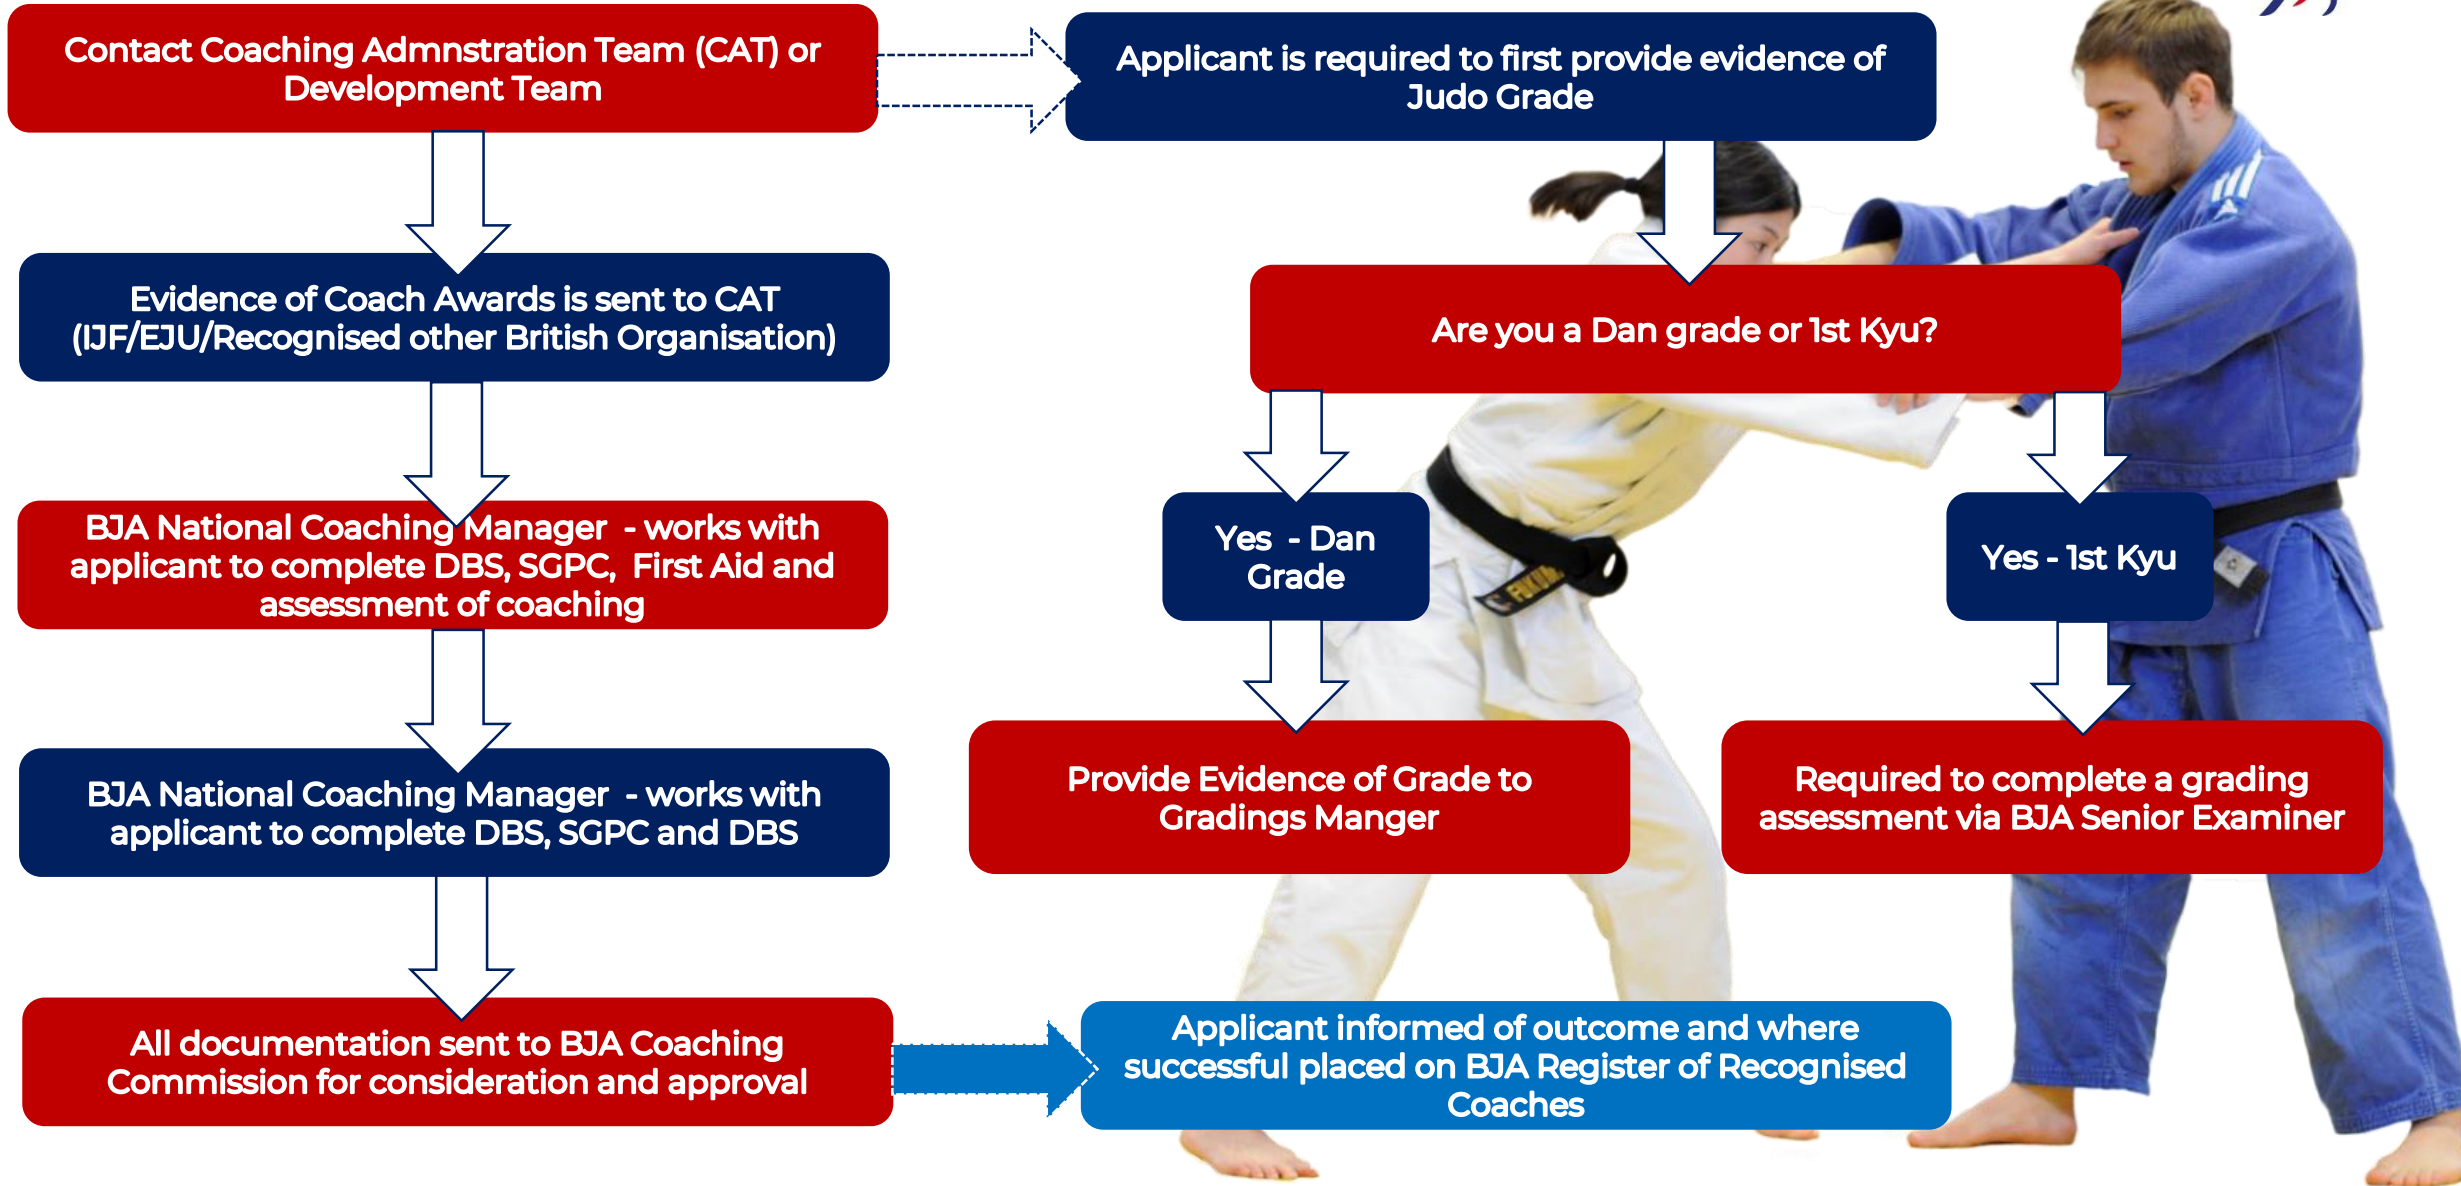 Contact Coaching Admnstration Team (CAT) or
Development Team
Applicant is required to first provide evidence of
Judo Grade
Evidence of Coach Awards is sent to CAT
(IJF/EJU/Recognised other British Organisation)
Are you a Dan grade or 1st Kyu?
BJA National Coaching Manager - works with
applicant to complete DBS, SGPC, First Aid and
assessment of coaching
Yes - Dan
Grade
Yes - 1st Kyu
BJA National Coaching Manager - works with
applicant to complete DBS, SGPC and DBS
Provide Evidence of Grade to
Gradings Manger
Required to complete a grading
assessment via BJA Senior Examiner
All documentation sent to BJA Coaching
Commission for consideration and approval
Applicant informed of outcome and where
successful placed on BJA Register of Recognised
Coaches